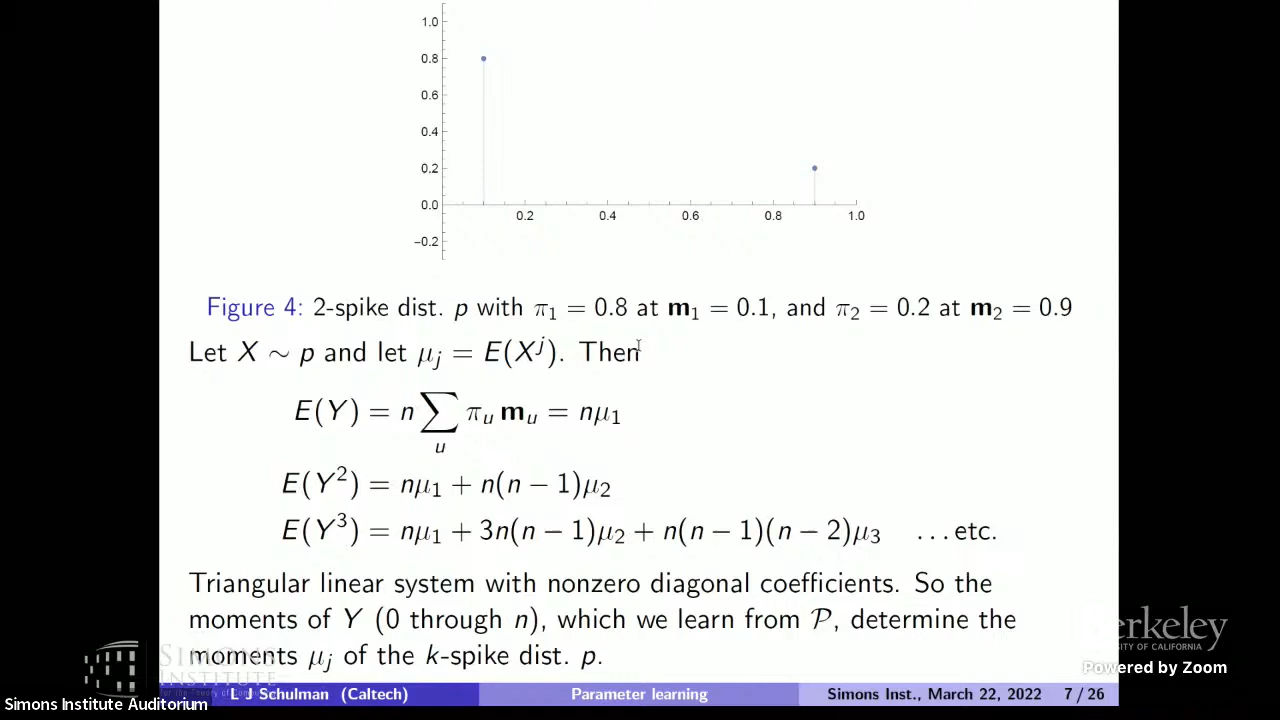 1.0
0.8
0.6
0.4
0.2
0.0
0.2 0.4 0.6 0.8 1.0
−0.2
Figure 4: 2-spike dist. p with π₁ = 0.8 at m₁ = 0.1, and π₂ = 0.2 at m₂ = 0.9
Let X ∼ p and let μⱼ = E(Xʲ). Then
E(Y) = n ∑ᵤ πᵤ mᵤ = nμ₁
E(Y²) = nμ₁ + n(n − 1)μ₂
E(Y³) = nμ₁ + 3n(n − 1)μ₂ + n(n − 1)(n − 2)μ₃ ...etc.
Triangular linear system with nonzero diagonal coefficients. So the
moments of Y (0 through n), which we learn from 𝒫, determine the
moments μⱼ of the k-spike dist. p.
SIMONS
INSTITUTE
Berkeley
UNIVERSITY OF CALIFORNIA
Powered by Zoom
L J Schulman (Caltech) Parameter learning Simons Inst., March 22, 2022 7 / 26
Simons Institute Auditorium